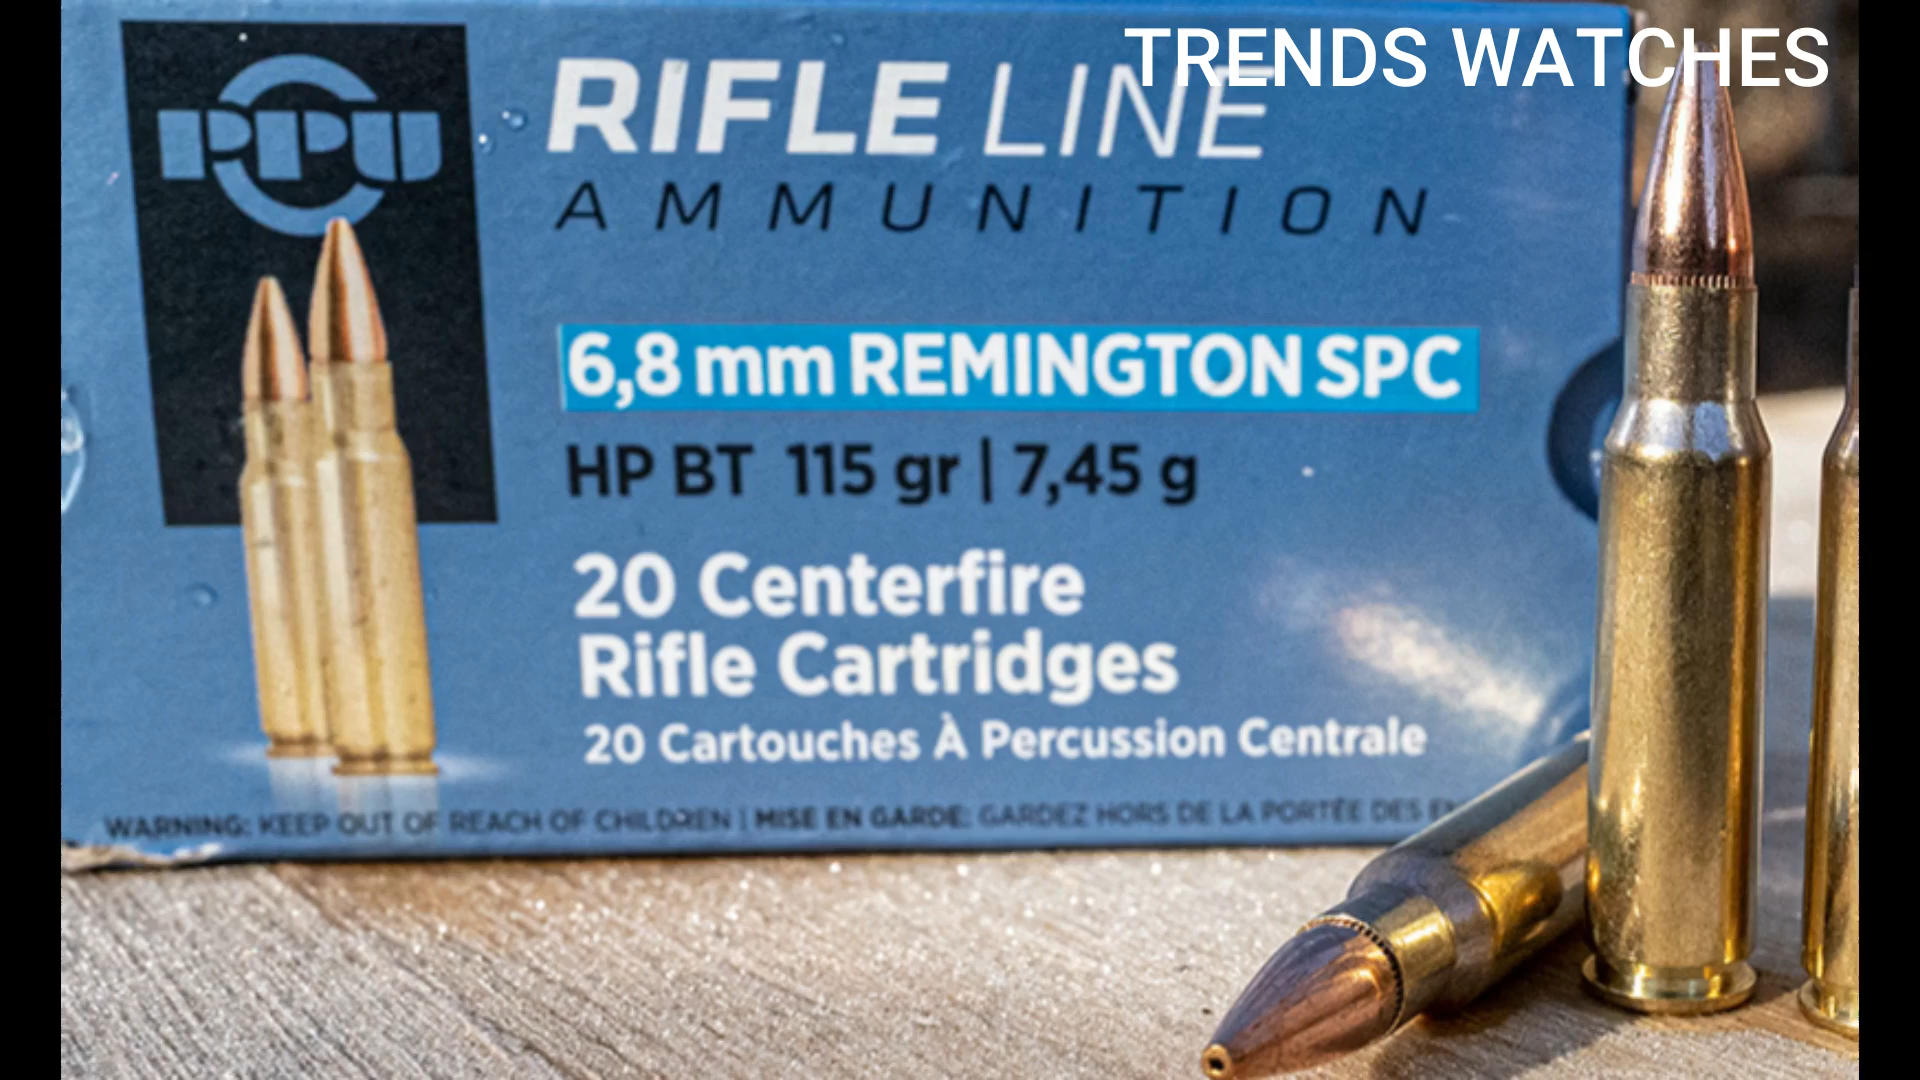 TRENDS WATCHES
PPU
RIFLE LINE
AMMUNITION
6,8 mm REMINGTON SPC
HP BT 115 gr | 7,45 g
20 Centerfire
Rifle Cartridges
20 Cartouches À Percussion Centrale
WARNING: KEEP OUT OF REACH OF CHILDREN | MISE EN GARDE: GARDEZ HORS DE LA PORTÉE DES